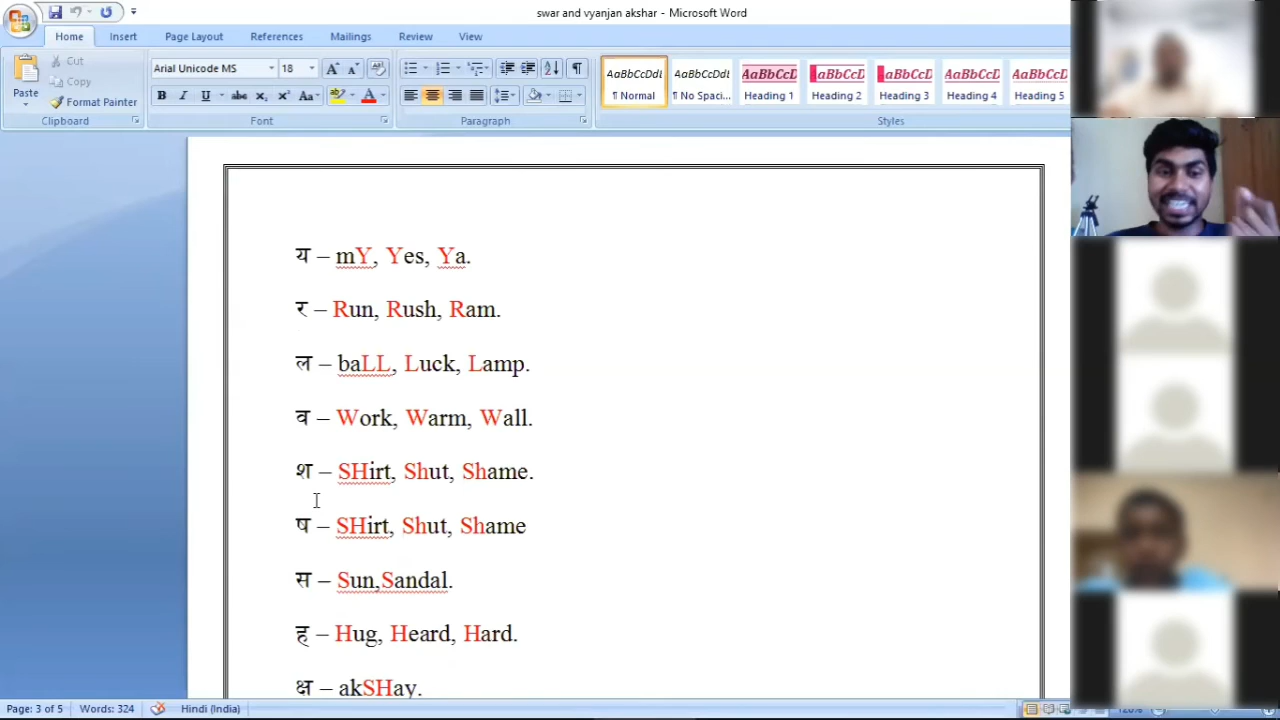 swar and vyanjan akshar - Microsoft Word
Home Insert Page Layout References Mailings Review View
Cut
Copy
Paste
Format Painter
Clipboard
Arial Unicode MS 18
Font
Paragraph
AaBbCcDdI AaBbCcDdI AaBbCcD AaBbCcD AaBbCcD AaBbCcD AaBbCcD
¶ Normal ¶ No Spaci... Heading 1 Heading 2 Heading 3 Heading 4 Heading 5
Styles
य – mY, Yes, Ya.
र – Run, Rush, Ram.
ल – baLL, Luck, Lamp.
व – Work, Warm, Wall.
श – SHirt, Shut, Shame.
ष – SHirt, Shut, Shame
स – Sun,Sandal.
ह – Hug, Heard, Hard.
क्ष – akSHay.
Page: 3 of 5 Words: 324 Hindi (India) 120%